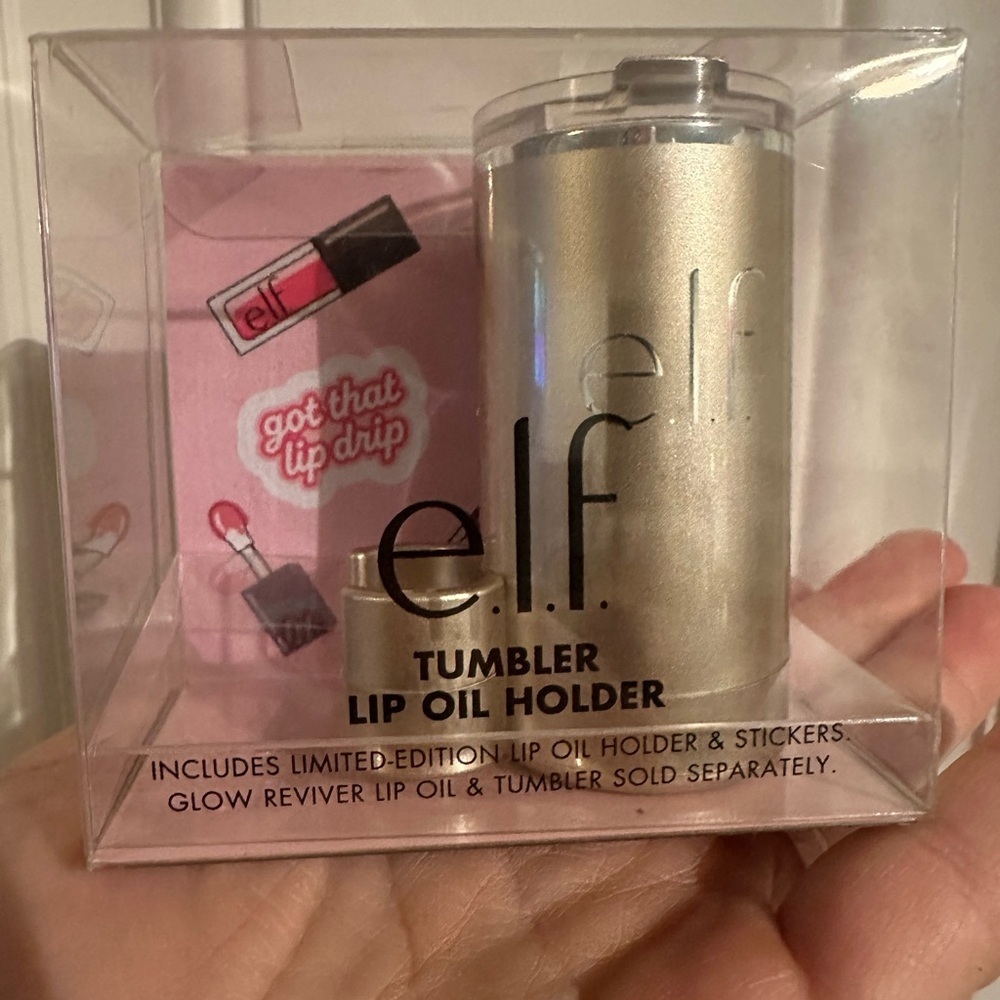 elf
got that
lip drip
e.l.f.
e.l.f.
TUMBLER
LIP OIL HOLDER
INCLUDES LIMITED-EDITION LIP OIL HOLDER & STICKERS.
GLOW REVIVER LIP OIL & TUMBLER SOLD SEPARATELY.